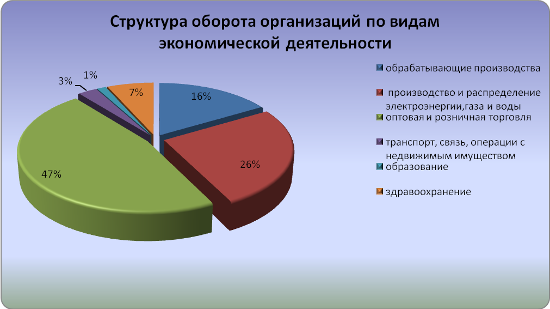 Структура оборота организаций по видам
экономической деятельности
3%
1%
7%
16%
47%
26%
обрабатывающие производства
производство и распределение
электроэнергии,газа и воды
оптовая и розничная торговля
транспорт, связь, операции с
недвижимым имуществом
образование
здравоохранение